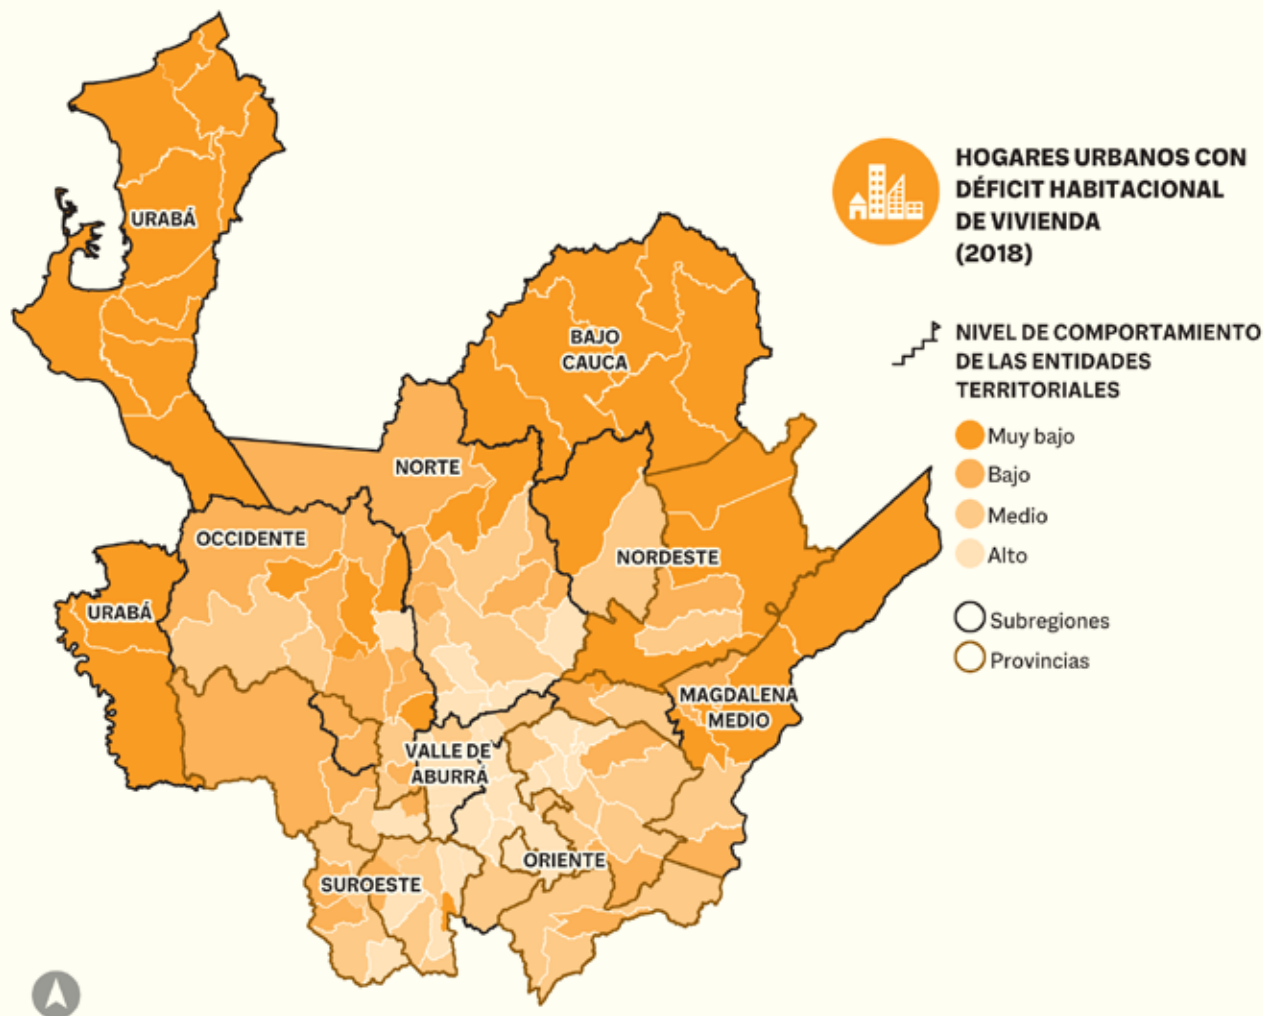 HOGARES URBANOS CON
DÉFICIT HABITACIONAL
DE VIVIENDA
(2018)
NIVEL DE COMPORTAMIENTO
DE LAS ENTIDADES
TERRITORIALES
Muy bajo
Bajo
Medio
Alto
Subregiones
Provincias
URABÁ
BAJO
CAUCA
NORTE
OCCIDENTE
NORDESTE
URABÁ
MAGDALENA
MEDIO
VALLE DE
ABURRÁ
ORIENTE
SUROESTE